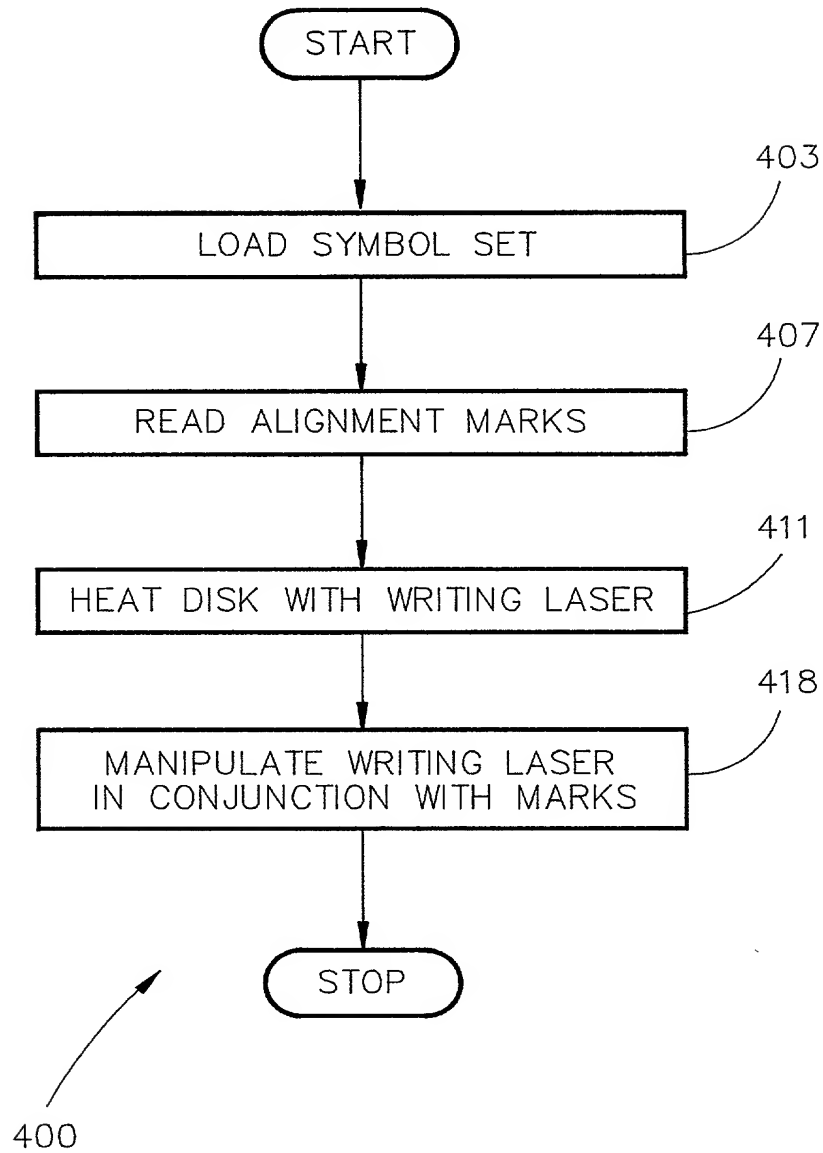 START
403
LOAD SYMBOL SET
407
READ ALIGNMENT MARKS
411
HEAT DISK WITH WRITING LASER
418
MANIPULATE WRITING LASER
IN CONJUNCTION WITH MARKS
STOP
400